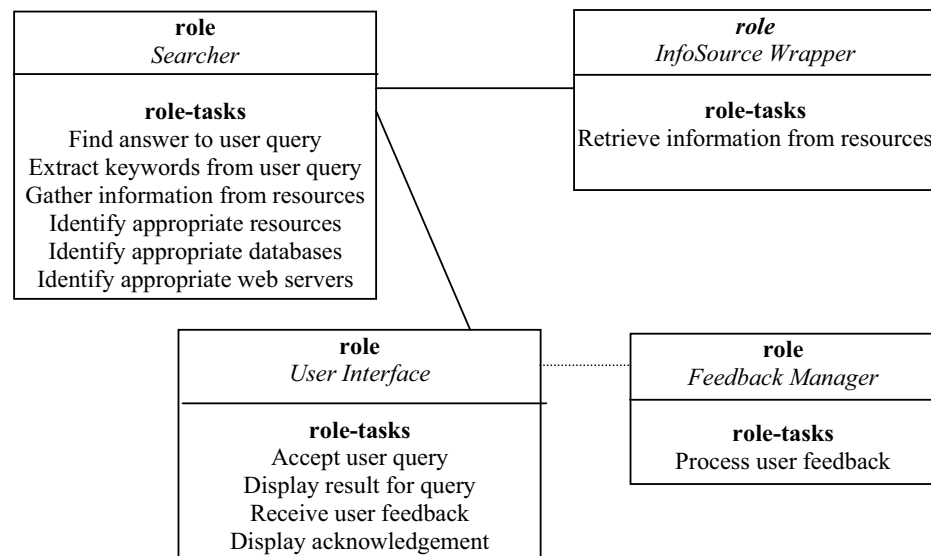 role
Searcher
role-tasks
Find answer to user query
Extract keywords from user query
Gather information from resources
Identify appropriate resources
Identify appropriate databases
Identify appropriate web servers
role
InfoSource Wrapper
role-tasks
Retrieve information from resources
role
User Interface
role-tasks
Accept user query
Display result for query
Receive user feedback
Display acknowledgement
role
Feedback Manager
role-tasks
Process user feedback